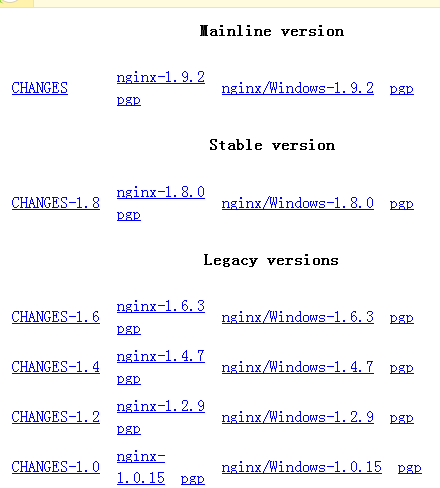 Mainline version
CHANGES nginx-1.9.2 pgp nginx/Windows-1.9.2 pgp
Stable version
CHANGES-1.8 nginx-1.8.0 pgp nginx/Windows-1.8.0 pgp
Legacy versions
CHANGES-1.6 nginx-1.6.3 pgp nginx/Windows-1.6.3 pgp
CHANGES-1.4 nginx-1.4.7 pgp nginx/Windows-1.4.7 pgp
CHANGES-1.2 nginx-1.2.9 pgp nginx/Windows-1.2.9 pgp
CHANGES-1.0 nginx-1.0.15 pgp nginx/Windows-1.0.15 pgp